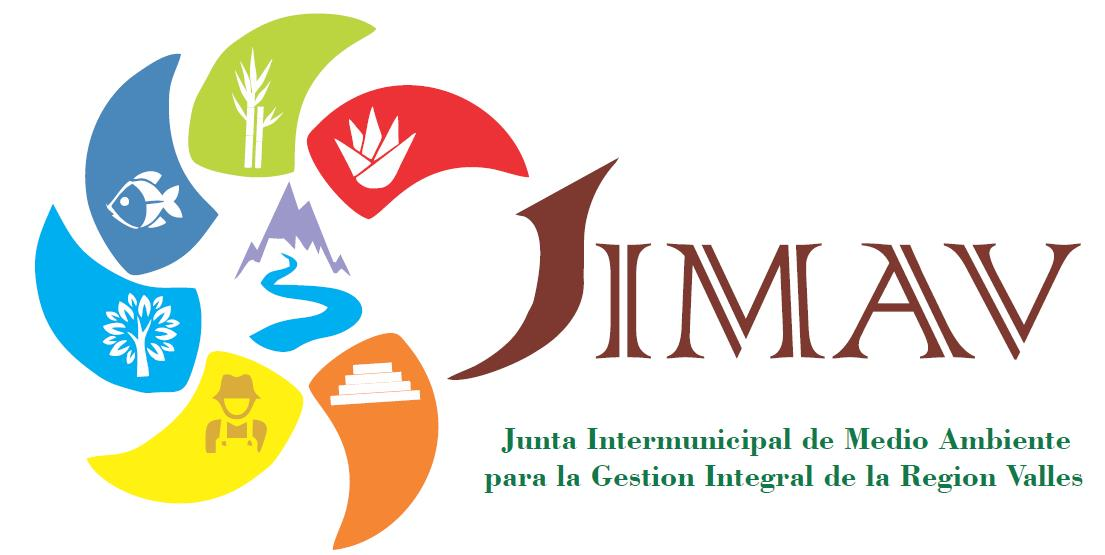 JIMAV
Junta Intermunicipal de Medio Ambiente
para la Gestion Integral de la Region Valles